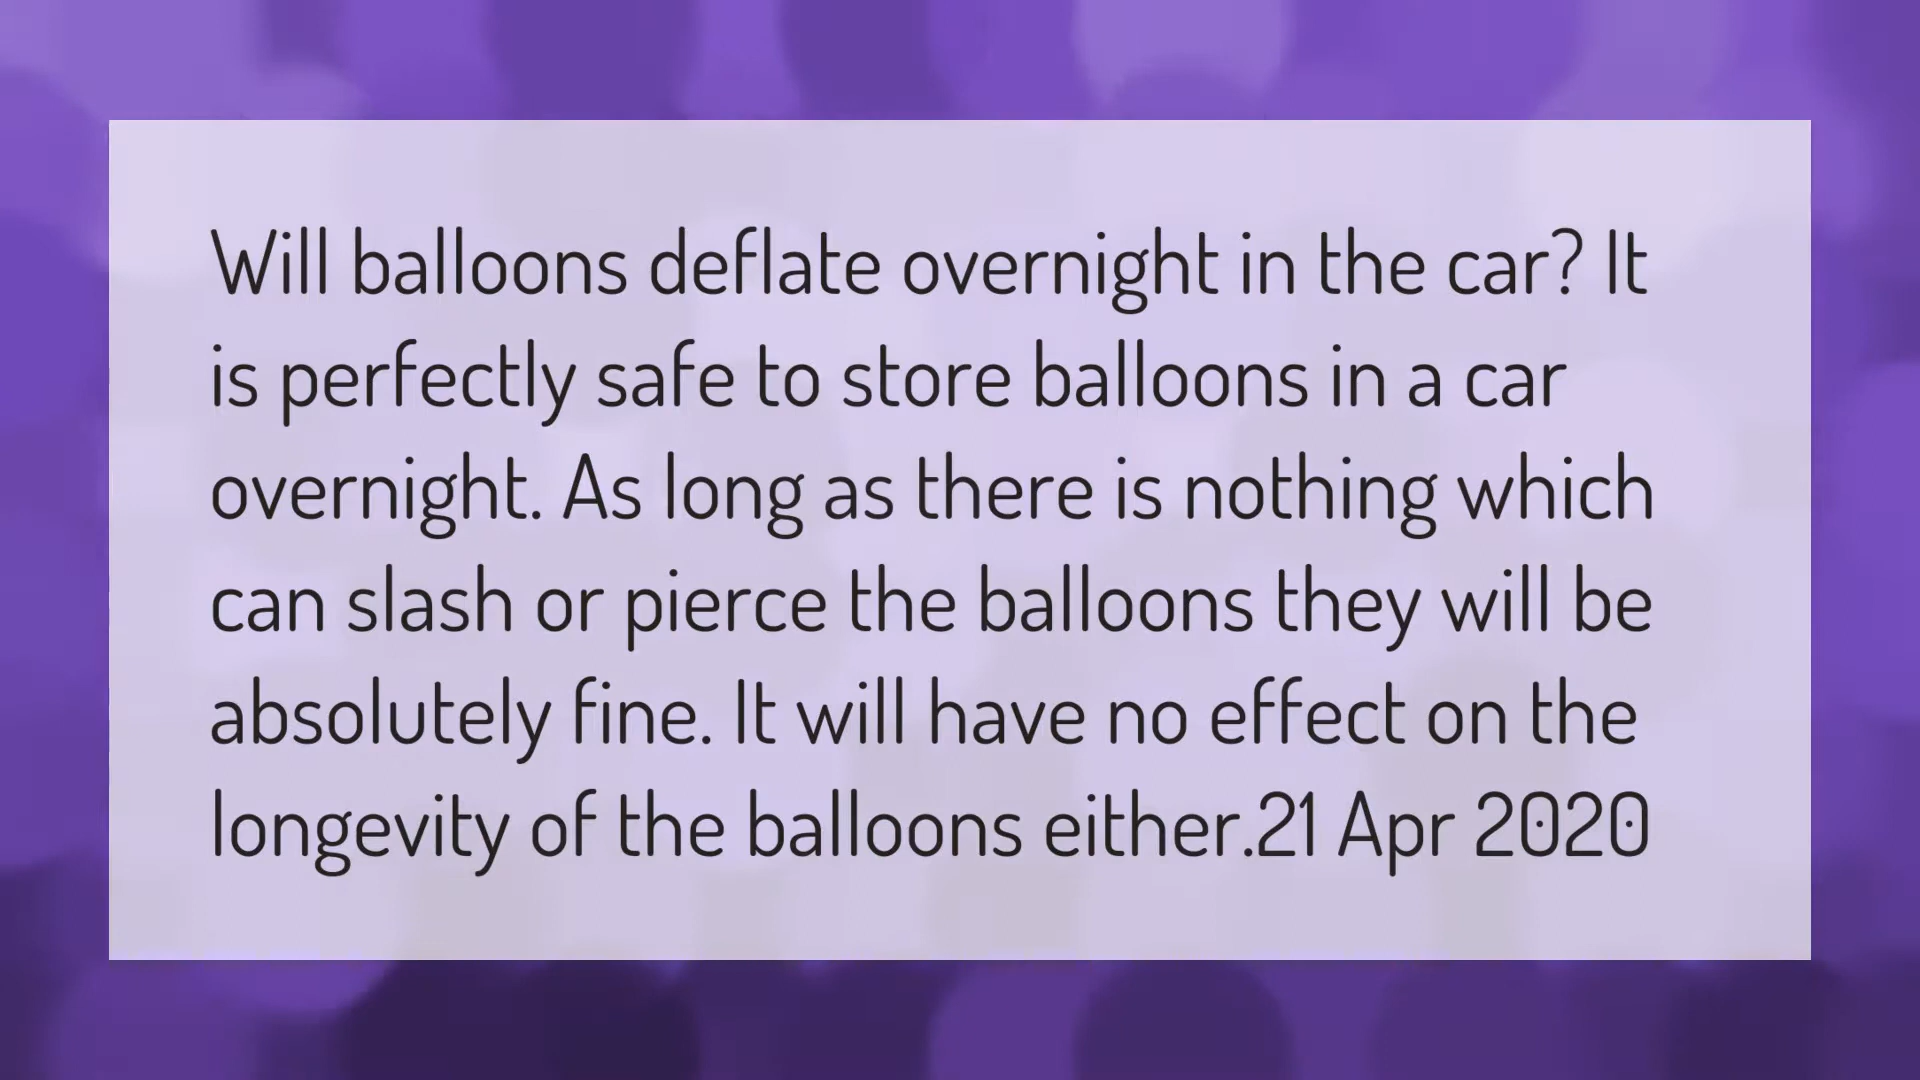 Will balloons deflate overnight in the car? It
is perfectly safe to store balloons in a car
overnight. As long as there is nothing which
can slash or pierce the balloons they will be
absolutely fine. It will have no effect on the
longevity of the balloons either.21 Apr 2020